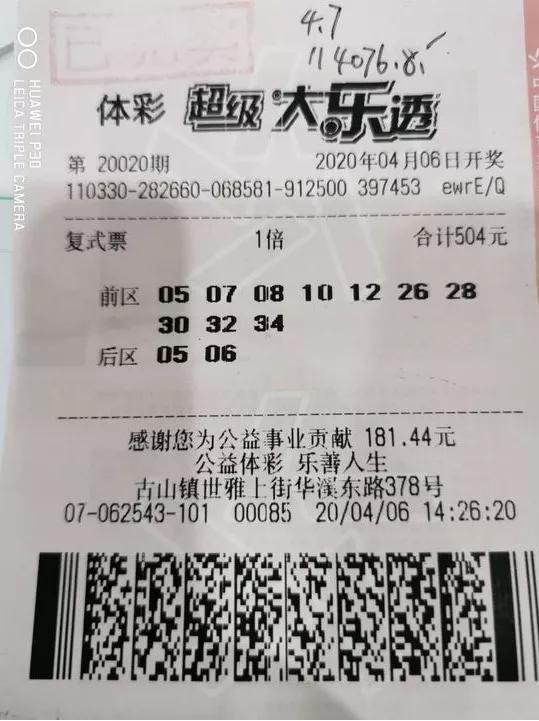 已兑奖
4.7
114076.8
体彩 超级大乐透
第 20020期 2020年04月06日开奖
110330-282660-068581-912500 397453 ewrE/Q
复式票 1倍 合计504元
前区 05 07 08 10 12 26 28
30 32 34
后区 05 06
感谢您为公益事业贡献 181.44元
公益体彩 乐善人生
古山镇世雅上街华溪东路378号
07-062543-101 00085 20/04/06 14:26:20
HUAWEI P30
LEICA TRIPLE CAMERA